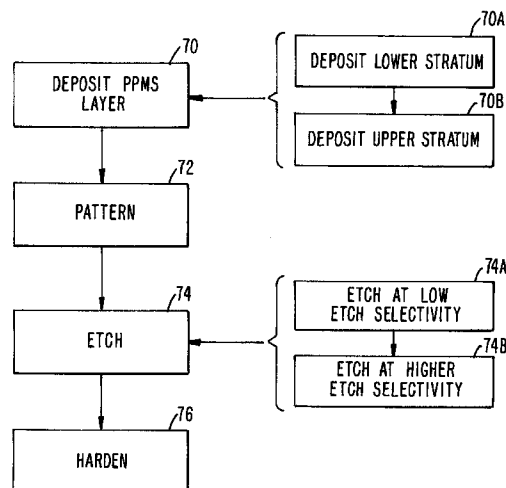 70
DEPOSIT PPMS
LAYER
70A
DEPOSIT LOWER STRATUM
70B
DEPOSIT UPPER STRATUM
72
PATTERN
74
ETCH
74A
ETCH AT LOW
ETCH SELECTIVITY
74B
ETCH AT HIGHER
ETCH SELECTIVITY
76
HARDEN